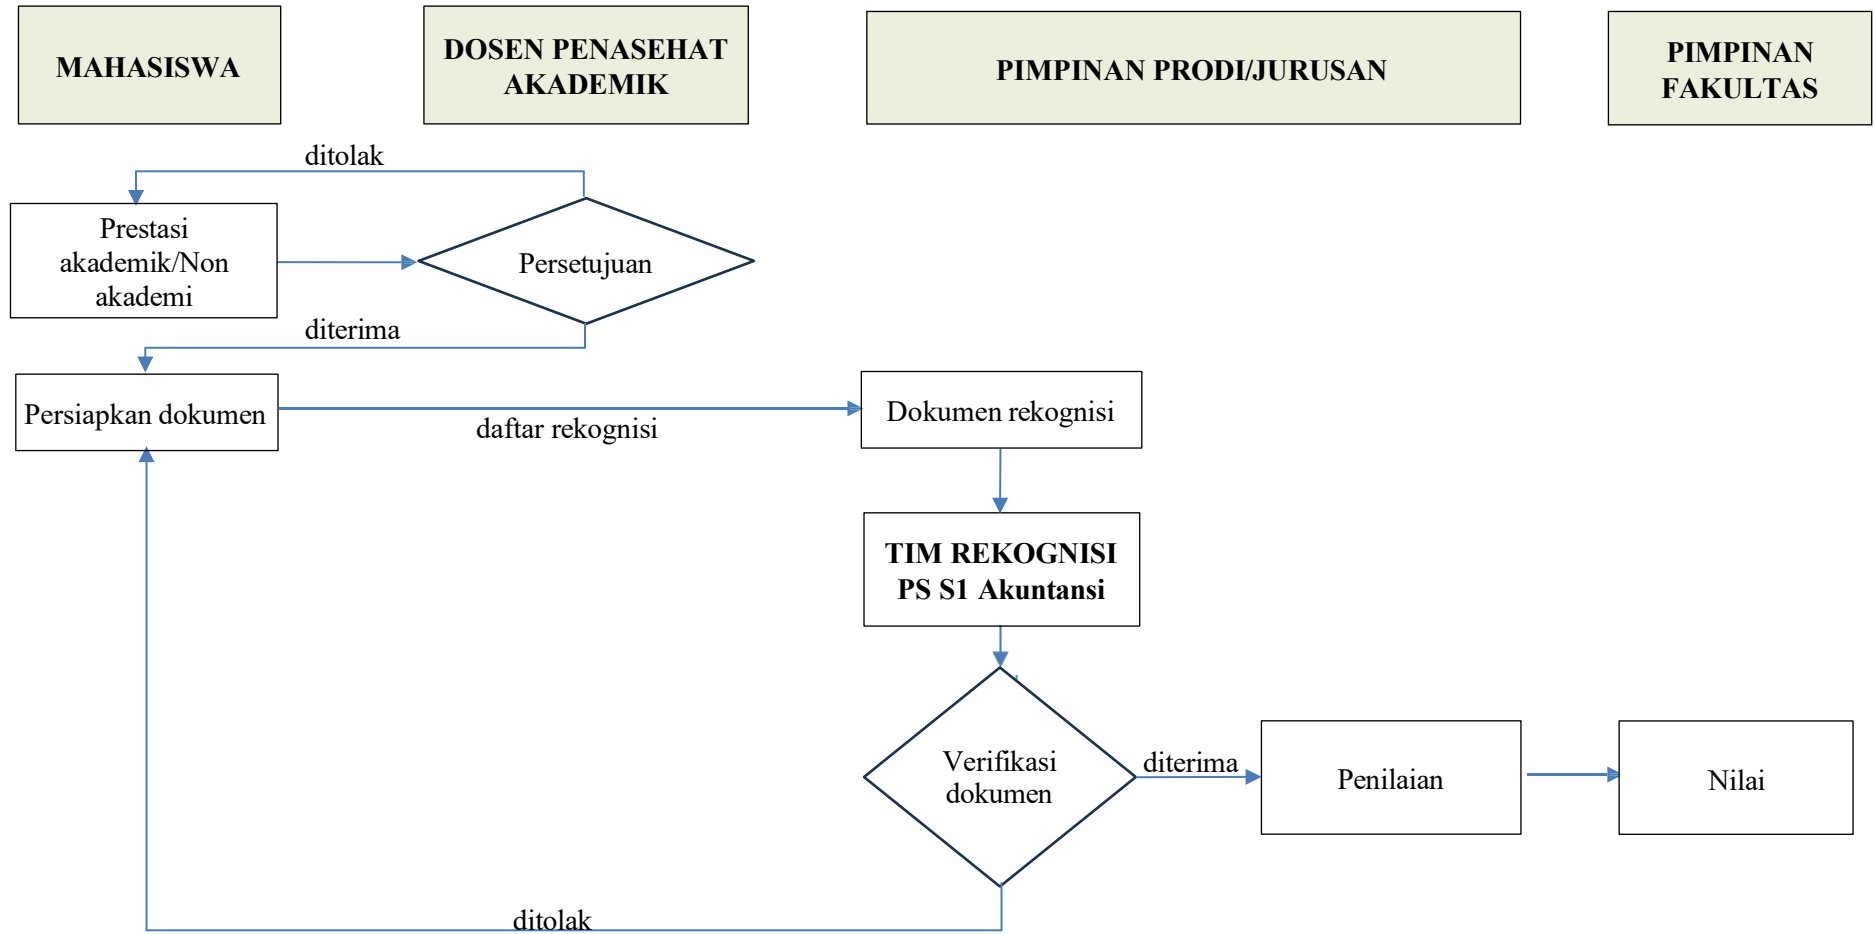 MAHASISWA
DOSEN PENASEHAT
AKADEMIK
PIMPINAN PRODI/JURUSAN
PIMPINAN
FAKULTAS
ditolak
Prestasi
akademik/Non
akademi
Persetujuan
diterima
Persiapkan dokumen
daftar rekognisi
Dokumen rekognisi
TIM REKOGNISI
PS S1 Akuntansi
Verifikasi
dokumen
diterima
Penilaian
Nilai
ditolak